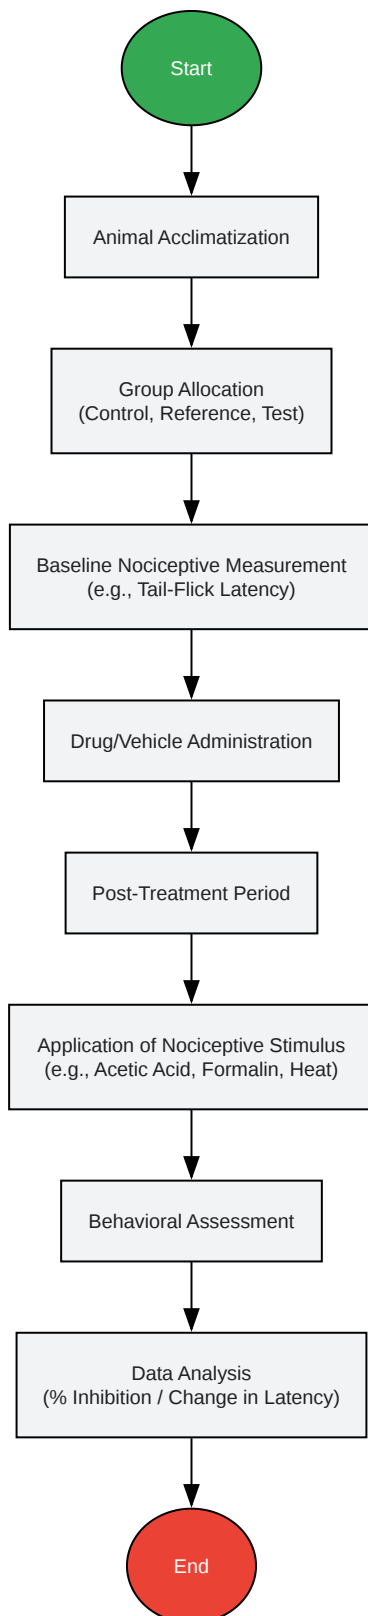 Start
Animal Acclimatization
Group Allocation
(Control, Reference, Test)
Baseline Nociceptive Measurement
(e.g., Tail-Flick Latency)
Drug/Vehicle Administration
Post-Treatment Period
Application of Nociceptive Stimulus
(e.g., Acetic Acid, Formalin, Heat)
Behavioral Assessment
Data Analysis
(% Inhibition / Change in Latency)
End